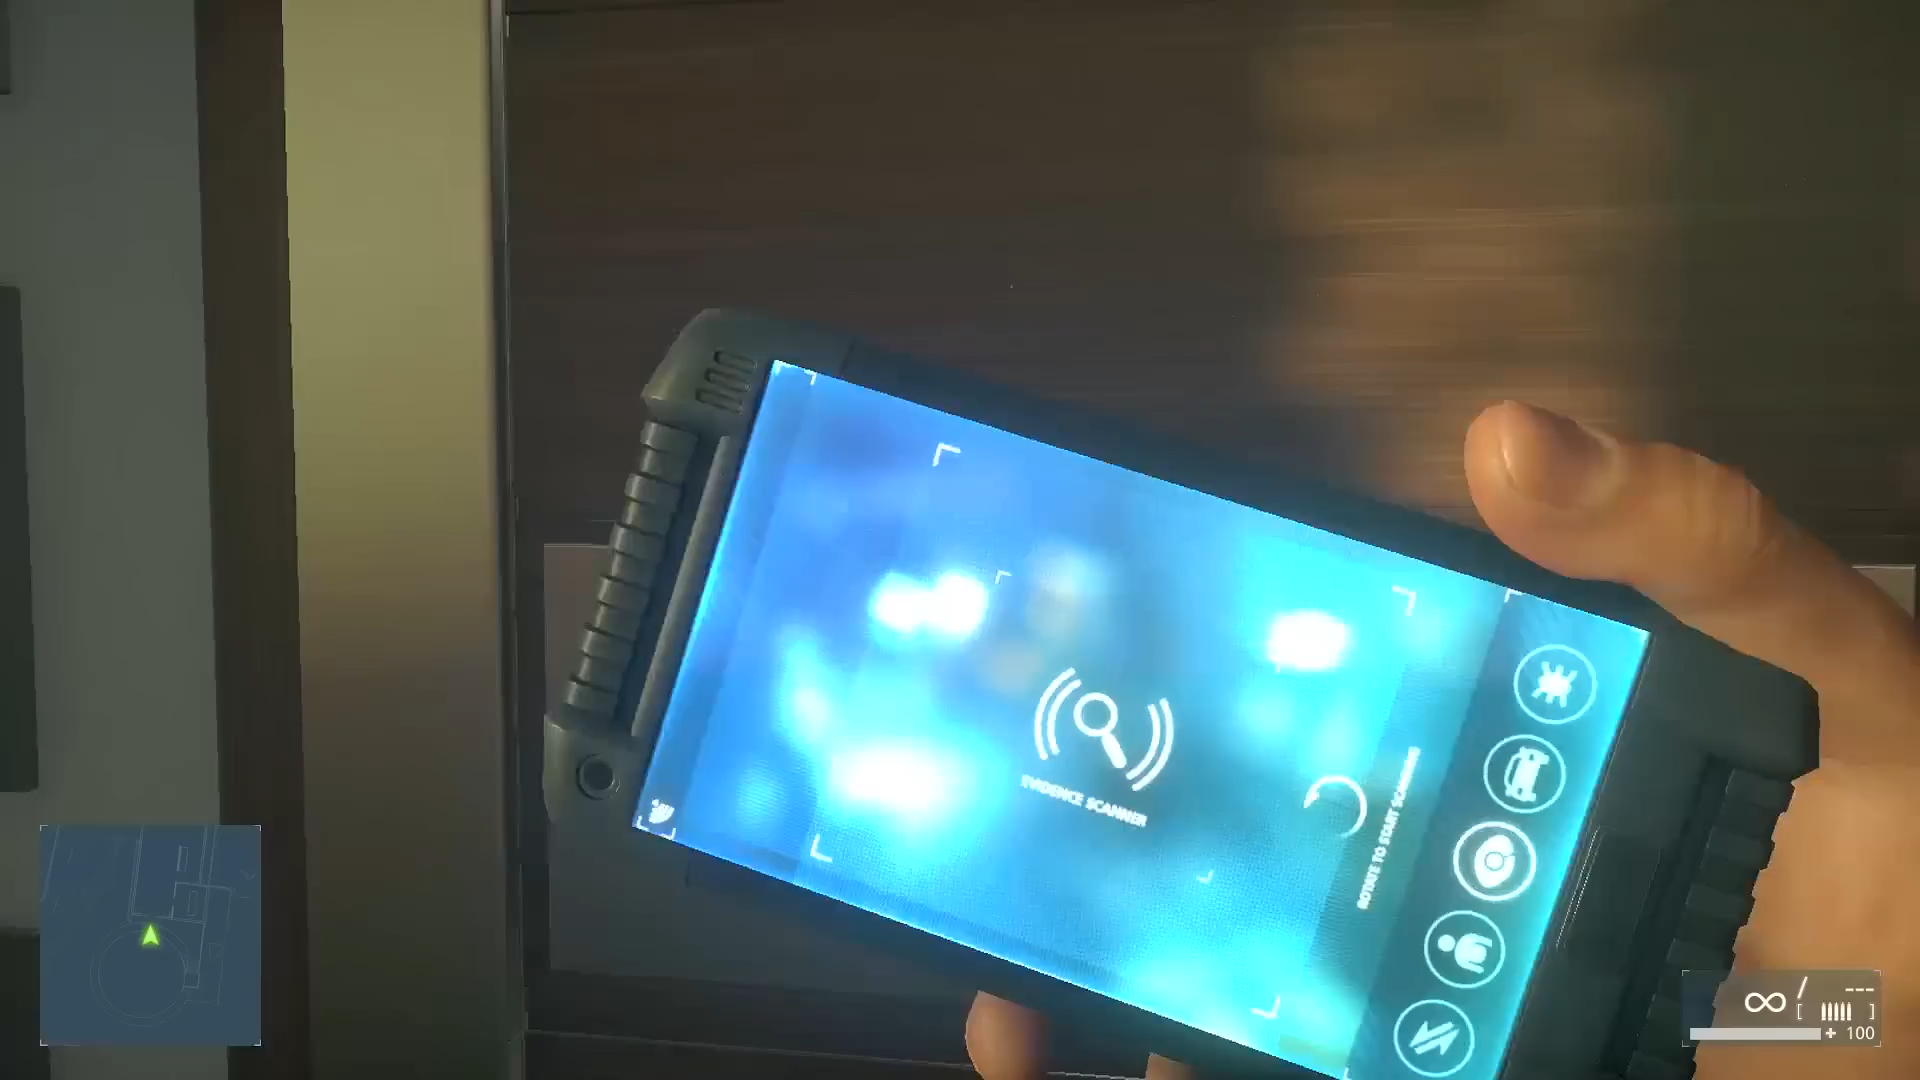 EVIDENCE SCANNER
ROTATE TO START SCANNING
∞ / ---
[ ]
+ 100